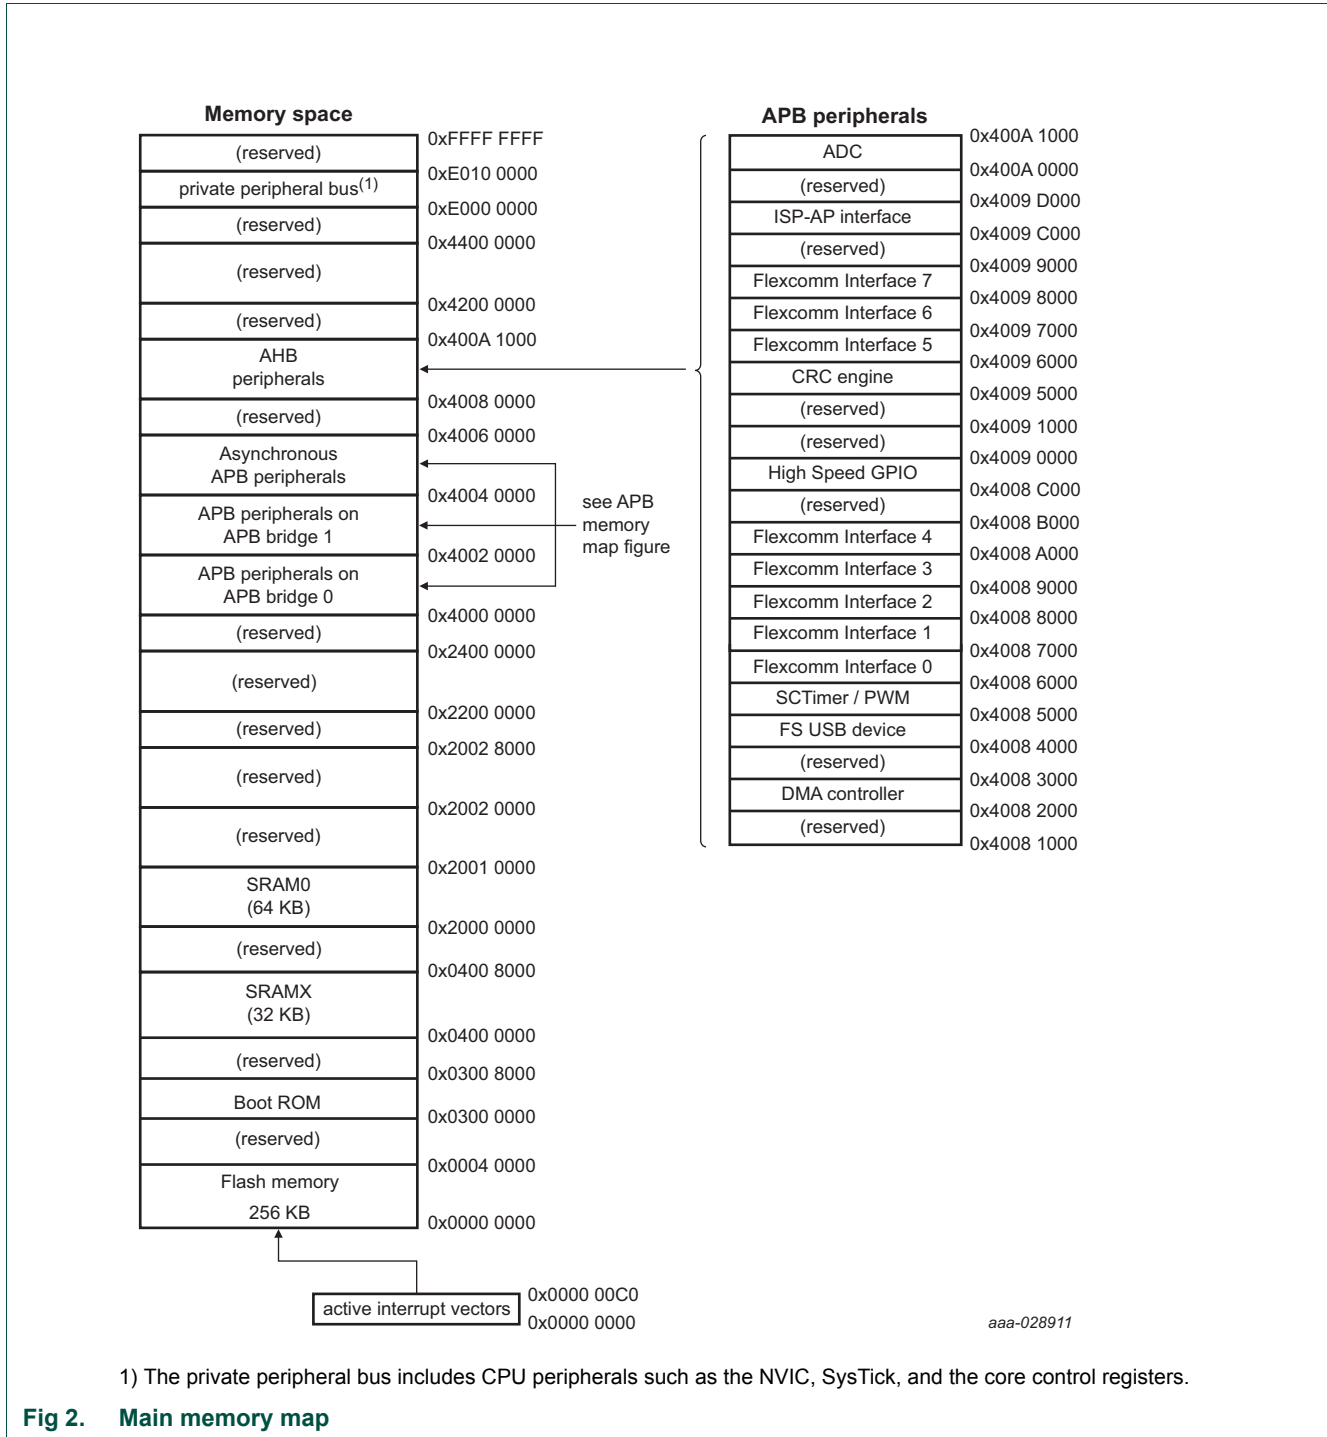 Memory space
0xFFFF FFFF
(reserved)
0xE010 0000
private peripheral bus(1)
0xE000 0000
(reserved)
0x4400 0000
(reserved)
0x4200 0000
(reserved)
0x400A 1000
AHB
peripherals
0x4008 0000
(reserved)
0x4006 0000
Asynchronous
APB peripherals
0x4004 0000
APB peripherals on
APB bridge 1
0x4002 0000
APB peripherals on
APB bridge 0
0x4000 0000
(reserved)
0x2400 0000
(reserved)
0x2200 0000
(reserved)
0x2002 8000
(reserved)
0x2002 0000
(reserved)
0x2001 0000
SRAM0
(64 KB)
0x2000 0000
(reserved)
0x0400 8000
SRAMX
(32 KB)
0x0400 0000
(reserved)
0x0300 8000
Boot ROM
0x0300 0000
(reserved)
0x0004 0000
Flash memory
256 KB
0x0000 0000
see APB
memory
map figure
active interrupt vectors
0x0000 00C0
0x0000 0000
APB peripherals
0x400A 1000
ADC
0x400A 0000
(reserved)
0x4009 D000
ISP-AP interface
0x4009 C000
(reserved)
0x4009 9000
Flexcomm Interface 7
0x4009 8000
Flexcomm Interface 6
0x4009 7000
Flexcomm Interface 5
0x4009 6000
CRC engine
0x4009 5000
(reserved)
0x4009 1000
(reserved)
0x4009 0000
High Speed GPIO
0x4008 C000
(reserved)
0x4008 B000
Flexcomm Interface 4
0x4008 A000
Flexcomm Interface 3
0x4008 9000
Flexcomm Interface 2
0x4008 8000
Flexcomm Interface 1
0x4008 7000
Flexcomm Interface 0
0x4008 6000
SCTimer / PWM
0x4008 5000
FS USB device
0x4008 4000
(reserved)
0x4008 3000
DMA controller
0x4008 2000
(reserved)
0x4008 1000
aaa-028911
1) The private peripheral bus includes CPU peripherals such as the NVIC, SysTick, and the core control registers.
Fig 2. Main memory map